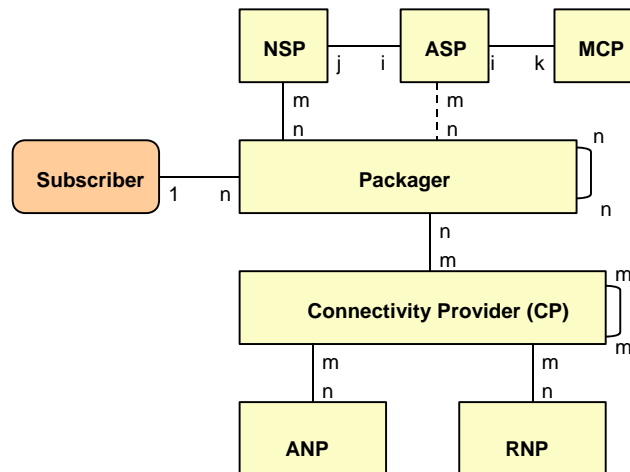 NSP
ASP
MCP
j
i
i
k
m
m
n
n
n
Subscriber
Packager
1
n
n
n
m
m
Connectivity Provider (CP)
m
m
m
n
n
ANP
RNP